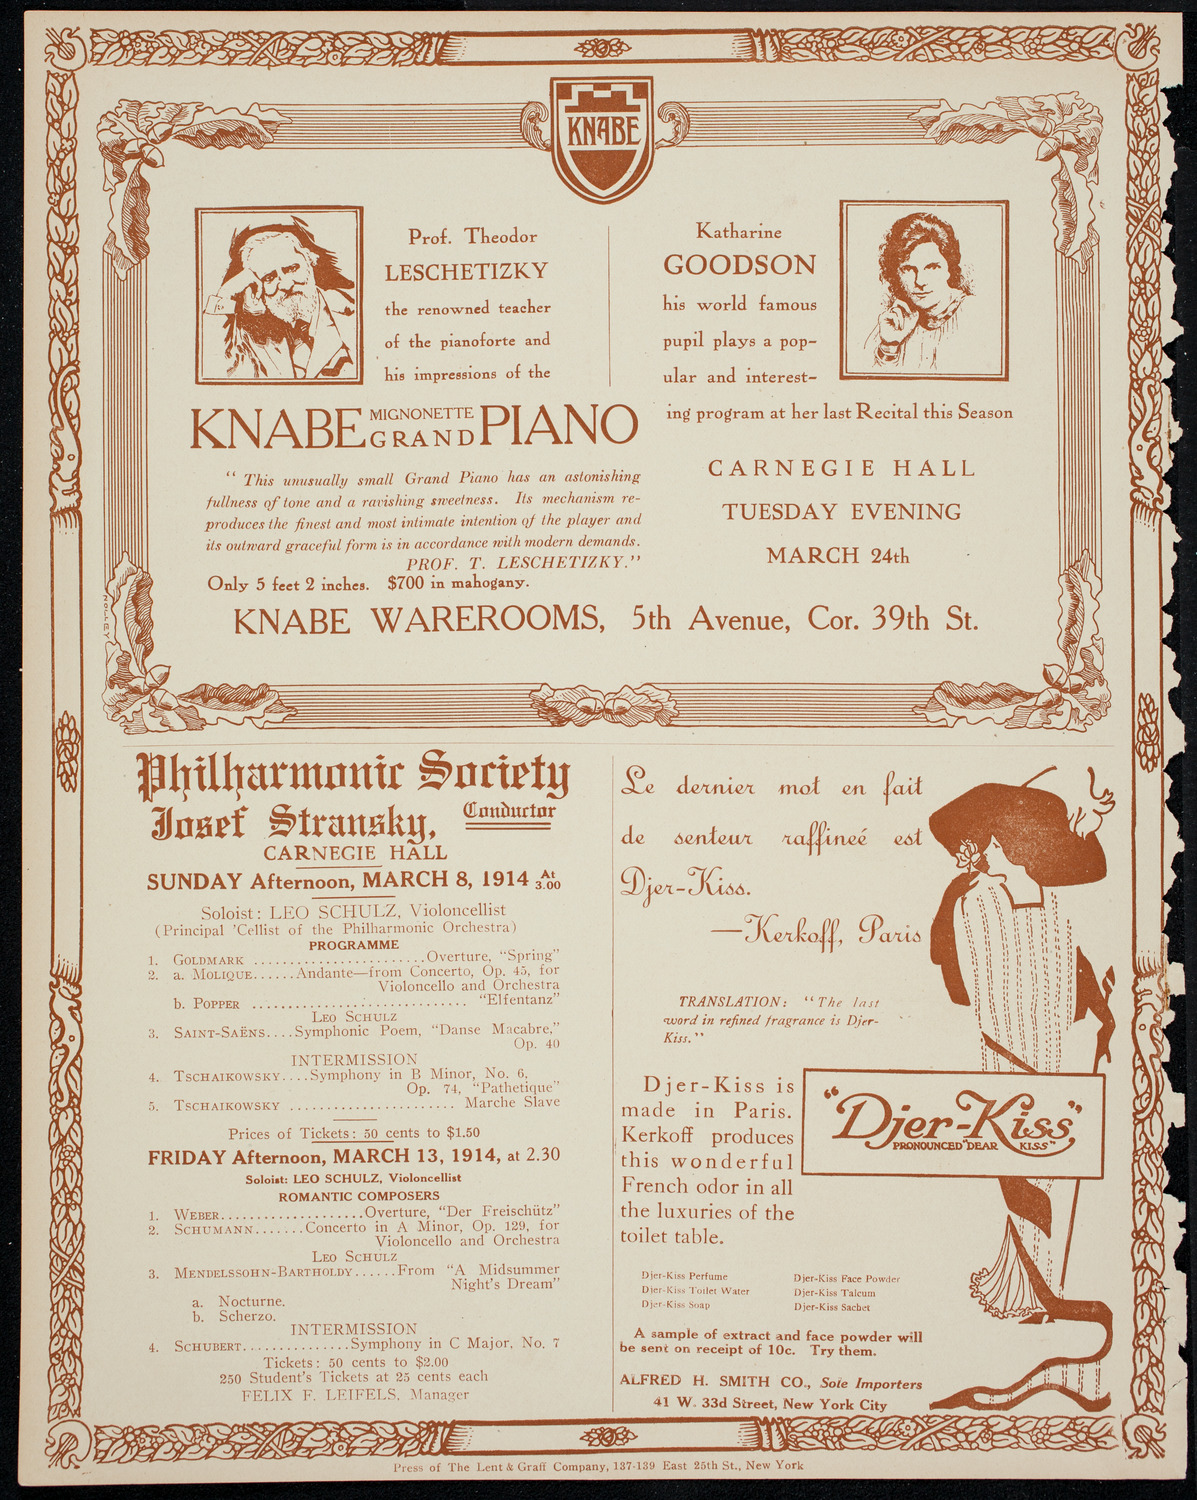 KNABE
Prof. Theodor
LESCHETIZKY
the renowned teacher
of the pianoforte and
his impressions of the
KNABE MIGNONETTE GRAND PIANO
“ This unusually small Grand Piano has an astonishing
fullness of tone and a ravishing sweetness. Its mechanism re-
produces the finest and most intimate intention of the player and
its outward graceful form is in accordance with modern demands.
PROF. T. LESCHETIZKY.”
Only 5 feet 2 inches. $700 in mahogany.
Katharine
GOODSON
his world famous
pupil plays a pop-
ular and interest-
ing program at her last Recital this Season
CARNEGIE HALL
TUESDAY EVENING
MARCH 24th
KNABE WAREROOMS, 5th Avenue, Cor. 39th St.
NOLLEY
Philharmonic Society
Josef Stransky, Conductor
CARNEGIE HALL
SUNDAY Afternoon, MARCH 8, 1914 At 3.00
Soloist: LEO SCHULZ, Violoncellist
(Principal 'Cellist of the Philharmonic Orchestra)
PROGRAMME
1. GOLDMARK ........................Overture, “Spring”
2. a. MOLIQUE......Andante—from Concerto, Op. 45, for
Violoncello and Orchestra
b. POPPER .............................. “Elfentanz”
LEO SCHULZ
3. SAINT-SAËNS....Symphonic Poem, “Danse Macabre,”
Op. 40
INTERMISSION
4. TSCHAIKOWSKY....Symphony in B Minor, No. 6,
Op. 74, “Pathetique”
5. TSCHAIKOWSKY ....................... Marche Slave
Prices of Tickets: 50 cents to $1.50
FRIDAY Afternoon, MARCH 13, 1914, at 2.30
Soloist: LEO SCHULZ, Violoncellist
ROMANTIC COMPOSERS
1. WEBER....................Overture, “Der Freischütz”
2. SCHUMANN.......Concerto in A Minor, Op. 129, for
Violoncello and Orchestra
LEO SCHULZ
3. MENDELSSOHN-BARTHOLDY......From “A Midsummer
Night's Dream”
a. Nocturne.
b. Scherzo.
INTERMISSION
4. SCHUBERT...............Symphony in C Major, No. 7
Tickets: 50 cents to $2.00
250 Student's Tickets at 25 cents each
FELIX F. LEIFELS, Manager
Le dernier mot en fait
de senteur raffineé est
Djer-Kiss.
—Kerkoff, Paris
TRANSLATION: “The last
word in refined fragrance is Djer-
Kiss.”
Djer-Kiss is
made in Paris.
Kerkoff produces
this wonderful
French odor in all
the luxuries of the
toilet table.
“Djer-Kiss”
PRONOUNCED “DEAR KISS”
Djer-Kiss Perfume
Djer-Kiss Toilet Water
Djer-Kiss Soap
Djer-Kiss Face Powder
Djer-Kiss Talcum
Djer-Kiss Sachet
A sample of extract and face powder will
be sent on receipt of 10c. Try them.
ALFRED H. SMITH CO., Sole Importers
41 W. 33d Street, New York City
Press of The Lent & Graff Company, 137-139 East 25th St., New York